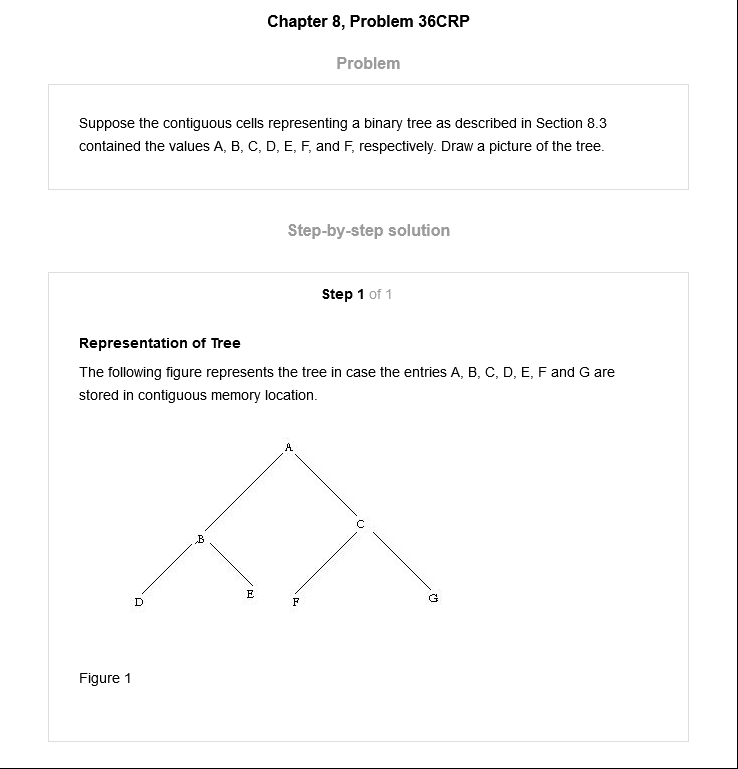 Chapter 8, Problem 36CRP
Problem
Suppose the contiguous cells representing a binary tree as described in Section 8.3
contained the values A, B, C, D, E, F, and F, respectively. Draw a picture of the tree.
Step-by-step solution
Step 1 of 1
Representation of Tree
The following figure represents the tree in case the entries A, B, C, D, E, F and G are
stored in contiguous memory location.
A
B
C
D
E
F
G
Figure 1